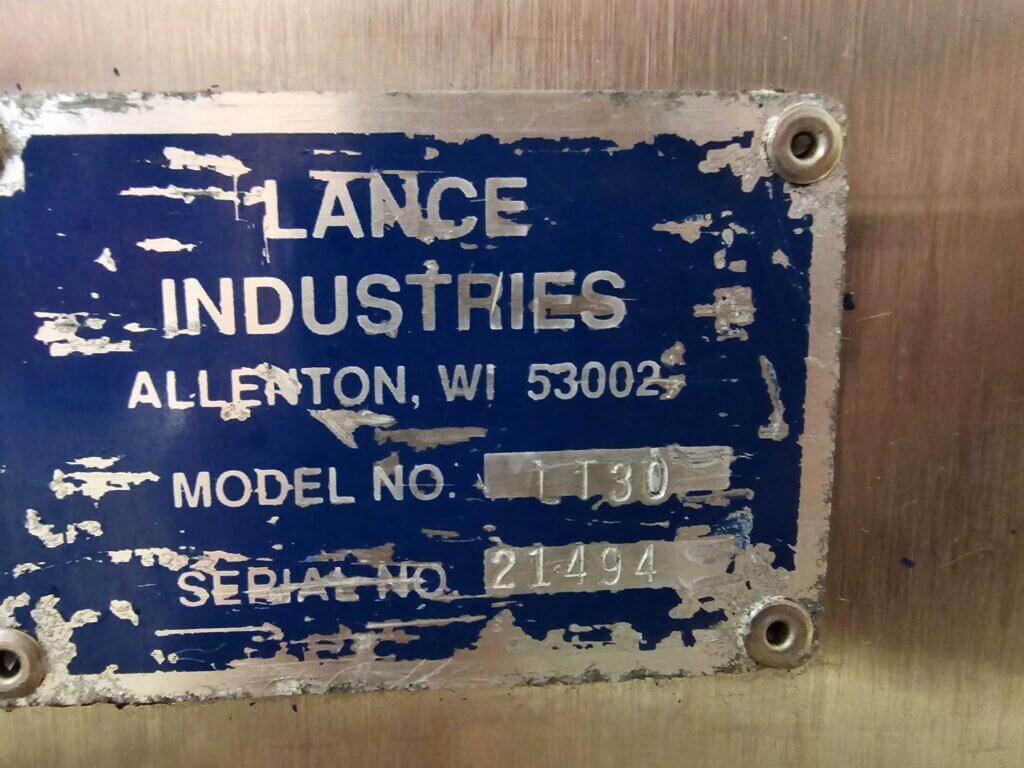 LANCE
INDUSTRIES
ALLENTON, WI 53002
MODEL NO. LT30
SERIAL NO. 21494